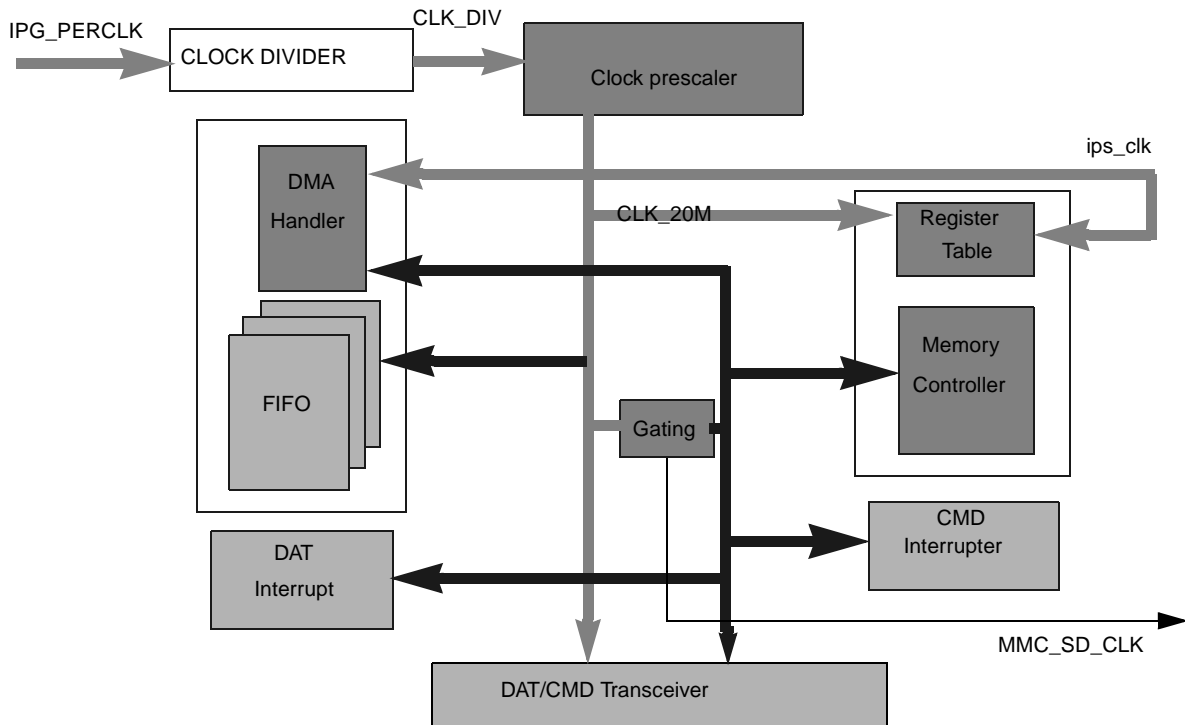 IPG_PERCLK
CLOCK DIVIDER
CLK_DIV
Clock prescaler
ips_clk
DMA
Handler
CLK_20M
Register
Table
FIFO
Memory
Controller
Gating
DAT
Interrupt
CMD
Interrupter
MMC_SD_CLK
DAT/CMD Transceiver